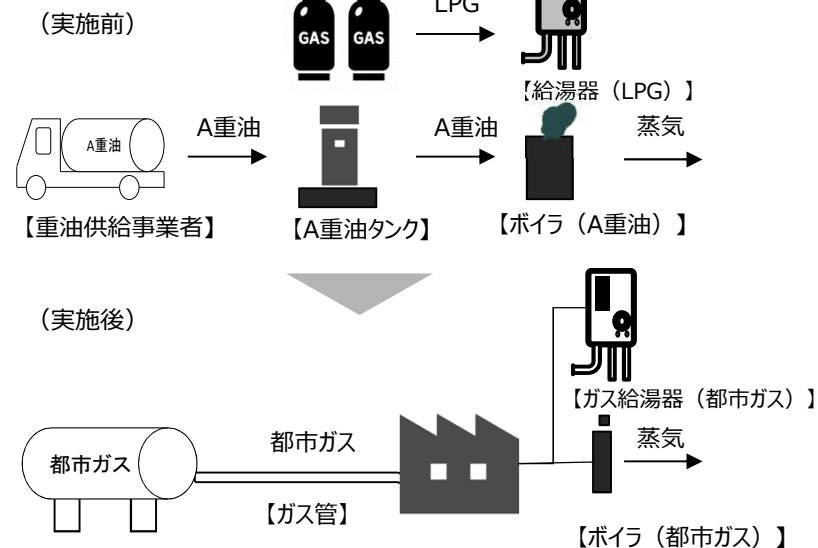 LPG
（実施前）
GAS
GAS
【給湯器（LPG）】
A重油
A重油
蒸気
A重油
【重油供給事業者】
【A重油タンク】
【ボイラ（A重油）】
（実施後）
【ガス給湯器（都市ガス）】
都市ガス
蒸気
都市ガス
【ガス管】
【ボイラ（都市ガス）】